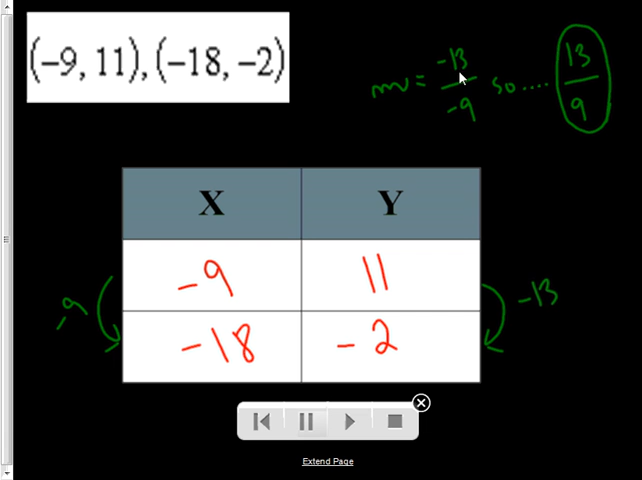 (−9, 11), (−18, −2)
m = -13/-9 so.... 13/9
X Y
-9 11
-18 -2
-9
-13
Extend Page